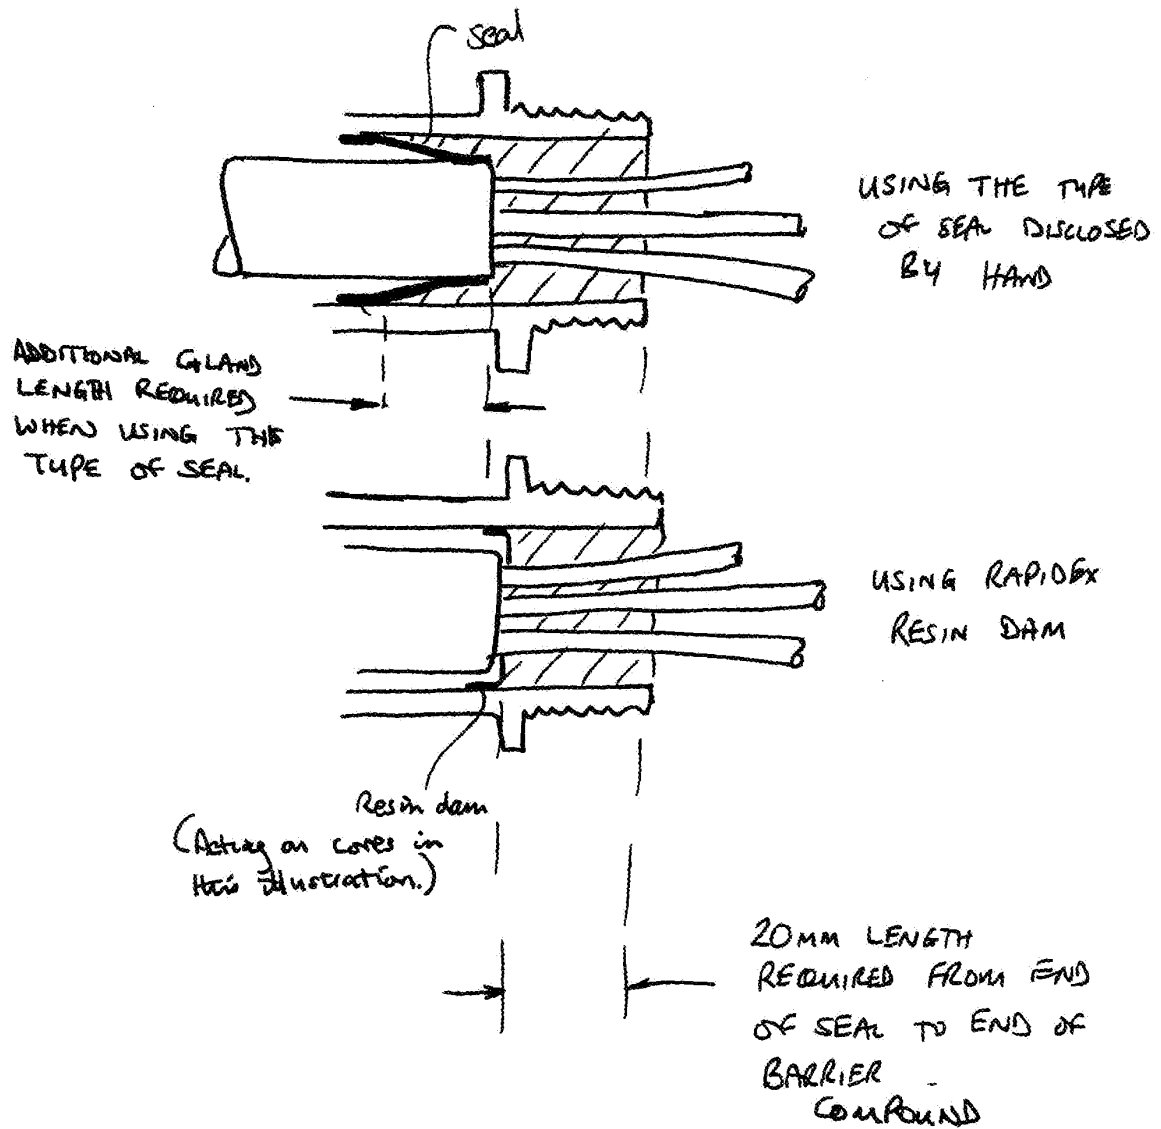 seal
USING THE TYPE
OF SEAL DISCLOSED
BY HAND
ADDITIONAL GLAND
LENGTH REQUIRED
WHEN USING THE
TYPE OF SEAL.
USING RAPIDEX
RESIN DAM
Resin dam
(Acting on cores in
this illustration.)
20MM LENGTH
REQUIRED FROM END
OF SEAL TO END OF
BARRIER
COMPOUND